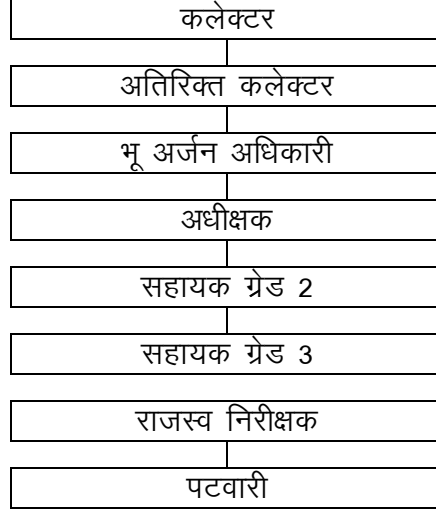 कलेक्टर
अतिरिक्त कलेक्टर
भू अर्जन अधिकारी
अधीक्षक
सहायक ग्रेड 2
सहायक ग्रेड 3
राजस्व निरीक्षक
पटवारी